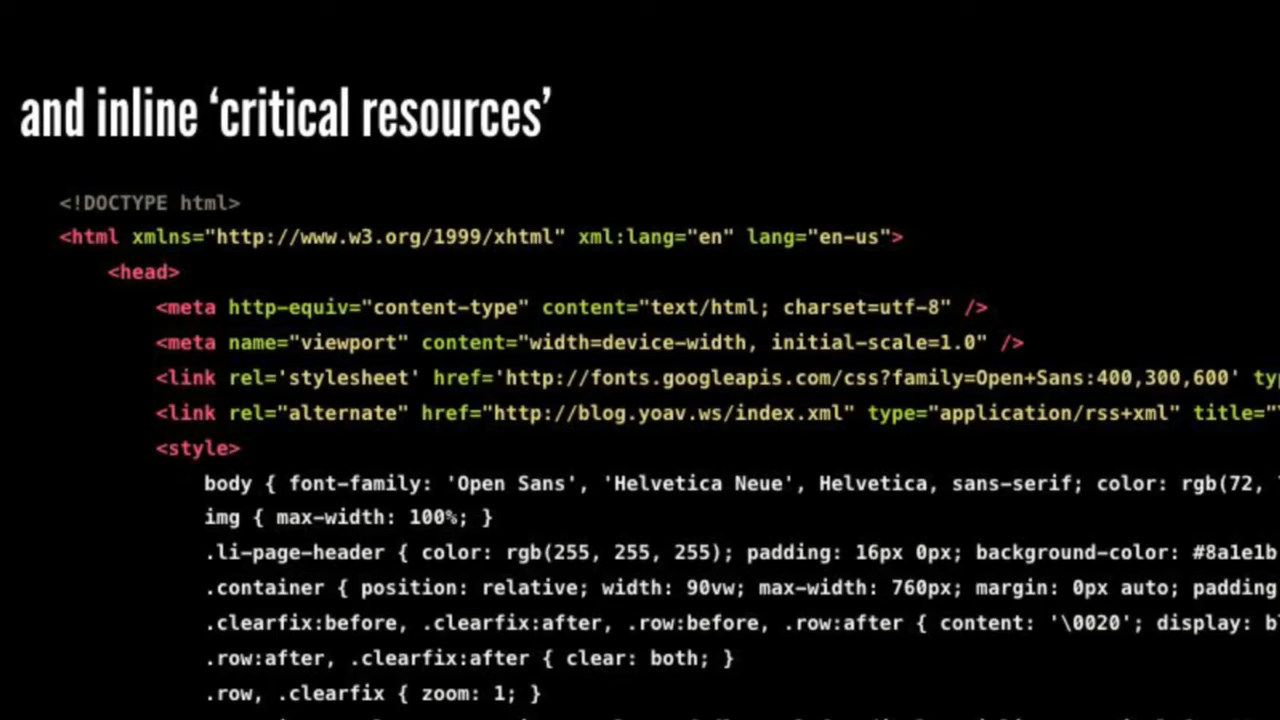 and inline ‘critical resources’
<!DOCTYPE html>
<html xmlns="http://www.w3.org/1999/xhtml" xml:lang="en" lang="en-us">
<head>
<meta http-equiv="content-type" content="text/html; charset=utf-8" />
<meta name="viewport" content="width=device-width, initial-scale=1.0" />
<link rel='stylesheet' href='http://fonts.googleapis.com/css?family=Open+Sans:400,300,600' ty
<link rel="alternate" href="http://blog.yoav.ws/index.xml" type="application/rss+xml" title="
<style>
body { font-family: 'Open Sans', 'Helvetica Neue', Helvetica, sans-serif; color: rgb(72,
img { max-width: 100%; }
.li-page-header { color: rgb(255, 255, 255); padding: 16px 0px; background-color: #8a1e1b
.container { position: relative; width: 90vw; max-width: 760px; margin: 0px auto; padding
.clearfix:before, .clearfix:after, .row:before, .row:after { content: '\0020'; display: bl
.row:after, .clearfix:after { clear: both; }
.row, .clearfix { zoom: 1; }